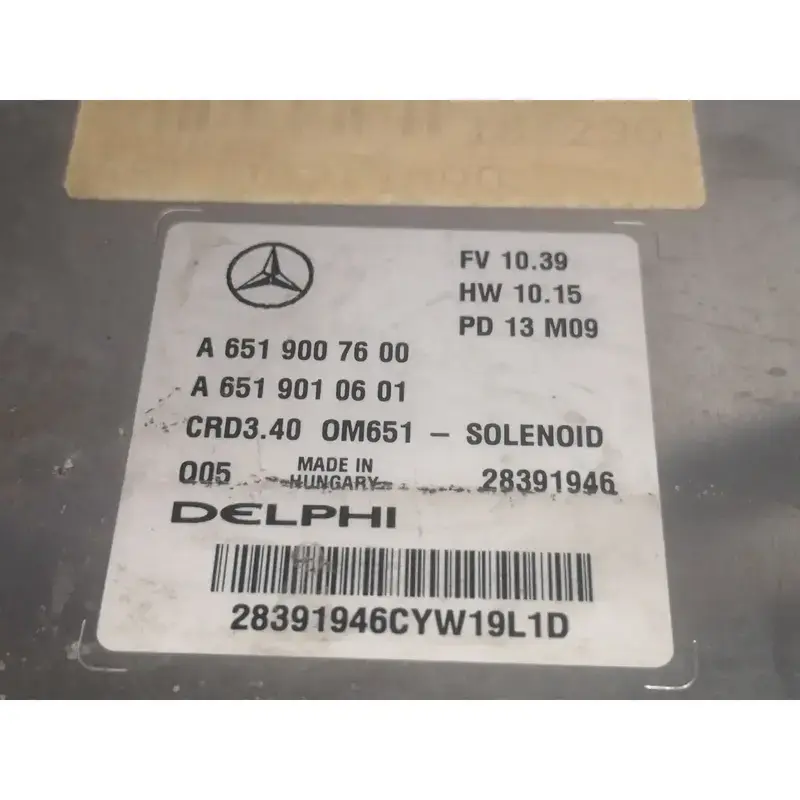 FV 10.39
HW 10.15
PD 13 M09
A 651 900 76 00
A 651 901 06 01
CRD3.40 OM651 – SOLENOID
Q05 MADE IN HUNGARY 28391946
DELPHI
28391946CYW19L1D